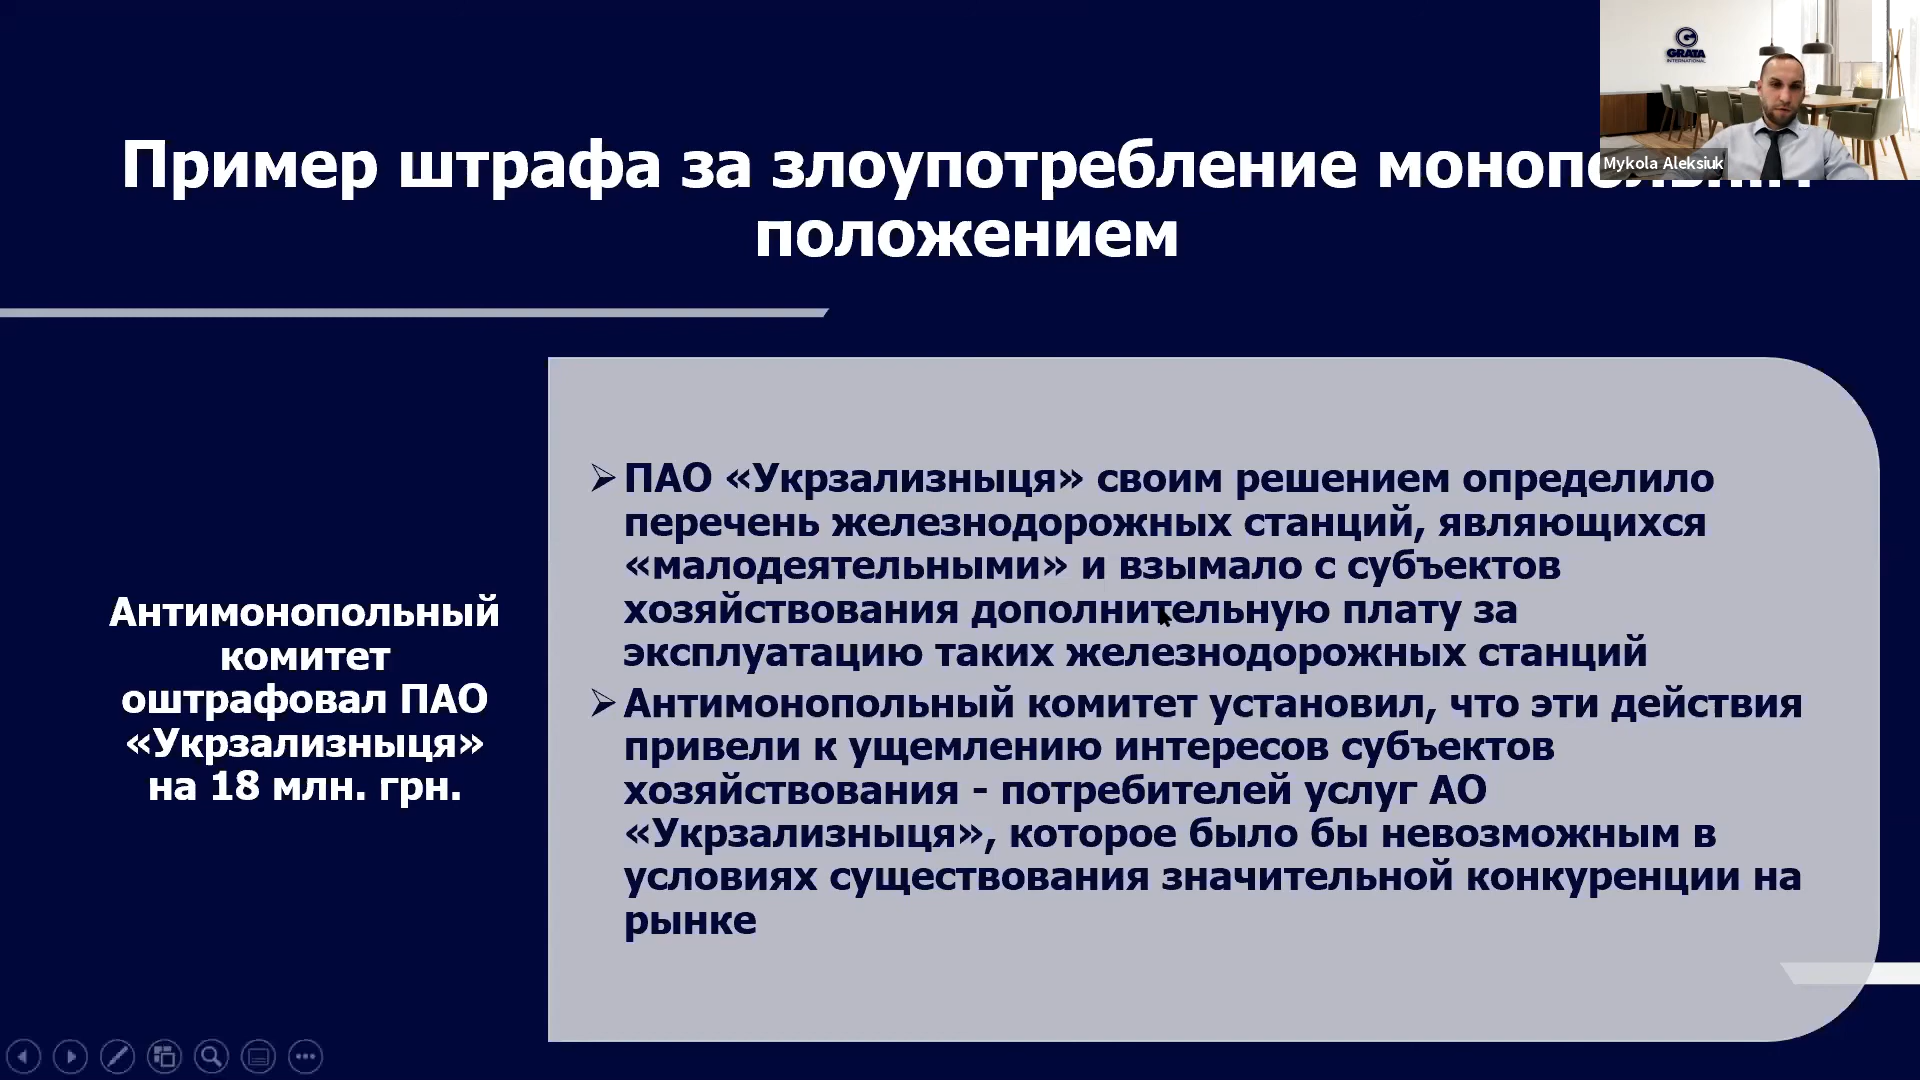 Пример штрафа за злоупотребление
положением
Антимонопольный
комитет
оштрафовал ПАО
«Укрзализныця»
на 18 млн. грн.
ПАО «Укрзализныця» своим решением определило
перечень железнодорожных станций, являющихся
«малодеятельными» и взымало с субъектов
хозяйствования дополнительную плату за
эксплуатацию таких железнодорожных станций
Антимонопольный комитет установил, что эти действия
привели к ущемлению интересов субъектов
хозяйствования - потребителей услуг АО
«Укрзализныця», которое было бы невозможным в
условиях существования значительной конкуренции на
рынке
GRATA
INTERNATIONAL
Mykola Aleksiuk